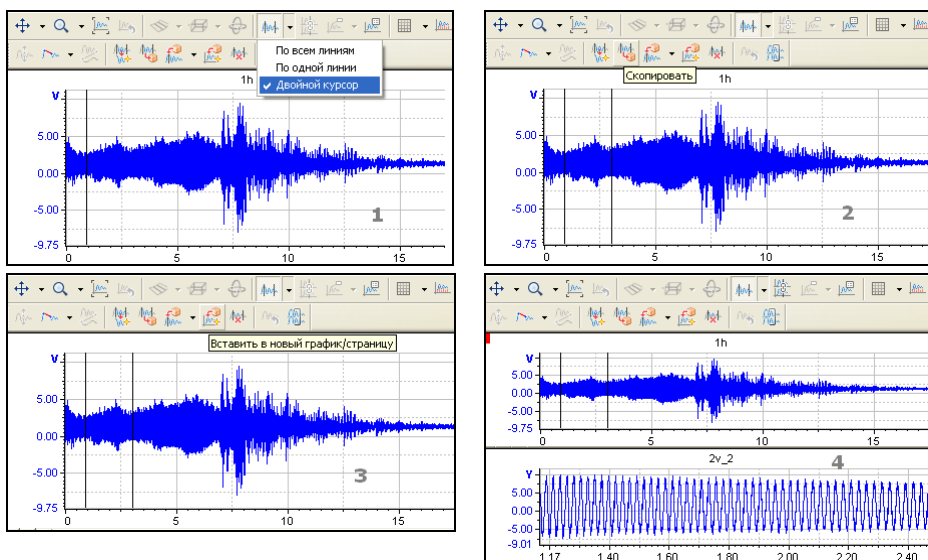 По всем линиям
По одной линии
Двойной курсор
1h
V
5.00
0.00
-5.00
-9.75
0 5 10 15
1
Скопировать
1h
V
5.00
0.00
-5.00
-9.75
0 5 10 15
2
Вставить в новый график/страницу
V
5.00
0.00
-5.00
-9.75
0 5 10 15
3
1h
V
5.00
0.00
-5.00
-9.75
0 5 10 15
2v_2
4
V
5.00
0.00
-5.00
-9.01
1.17 1.40 1.60 1.80 2.00 2.20 2.40